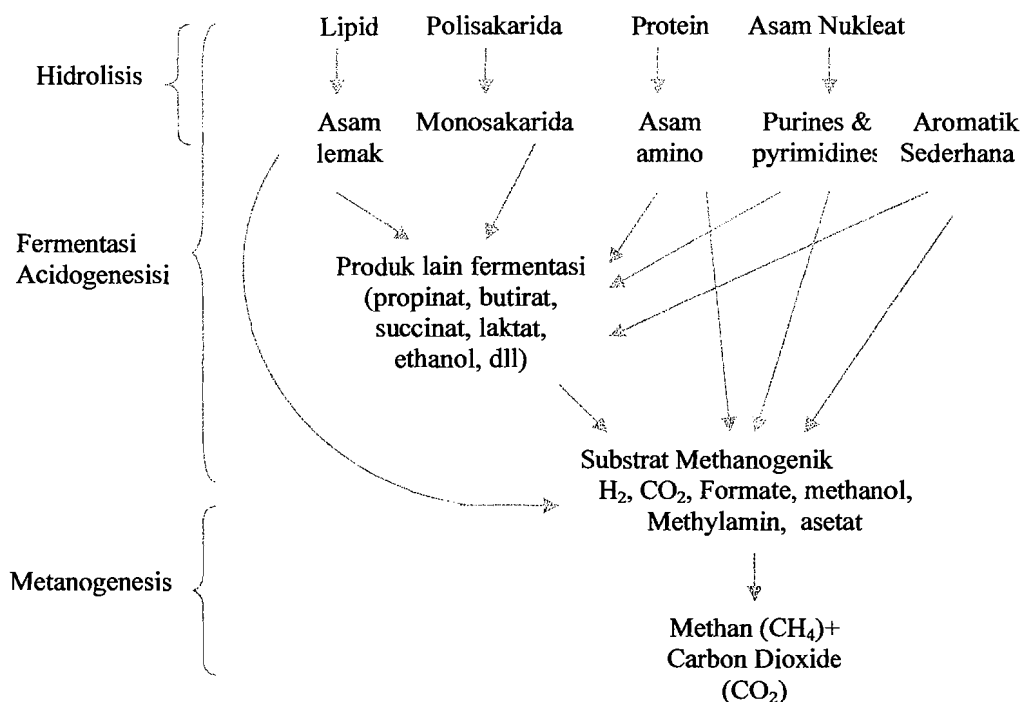 Lipid Polisakarida Protein Asam Nukleat
Hidrolisis
Asam lemak Monosakarida Asam amino Purines & pyrimidines Aromatik Sederhana
Fermentasi
Acidogenesisi
Produk lain fermentasi
(propinat, butirat,
succinat, laktat,
ethanol, dll)
Substrat Methanogenik
H₂, CO₂, Formate, methanol,
Methylamin, asetat
Metanogenesis
Methan (CH₄)+
Carbon Dioxide
(CO₂)